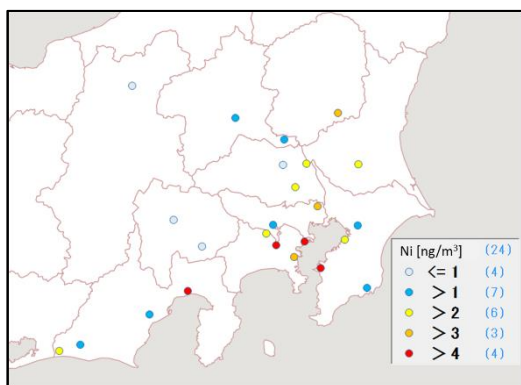 Ni [ng/m³] (24)
<= 1 (4)
> 1 (7)
> 2 (6)
> 3 (3)
> 4 (4)